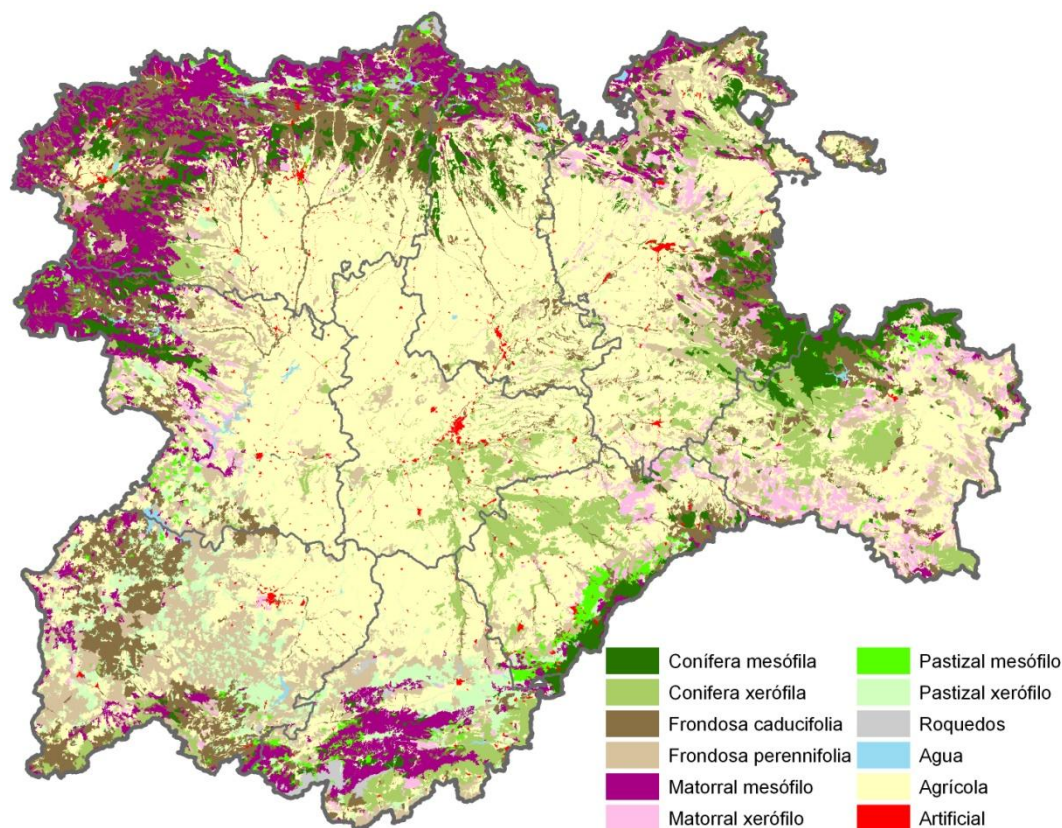 Conífera mesófila
Conifera xerófila
Frondosa caducifolia
Frondosa perennifolia
Matorral mesófilo
Matorral xerófilo
Pastizal mesófilo
Pastizal xerófilo
Roquedos
Agua
Agrícola
Artificial